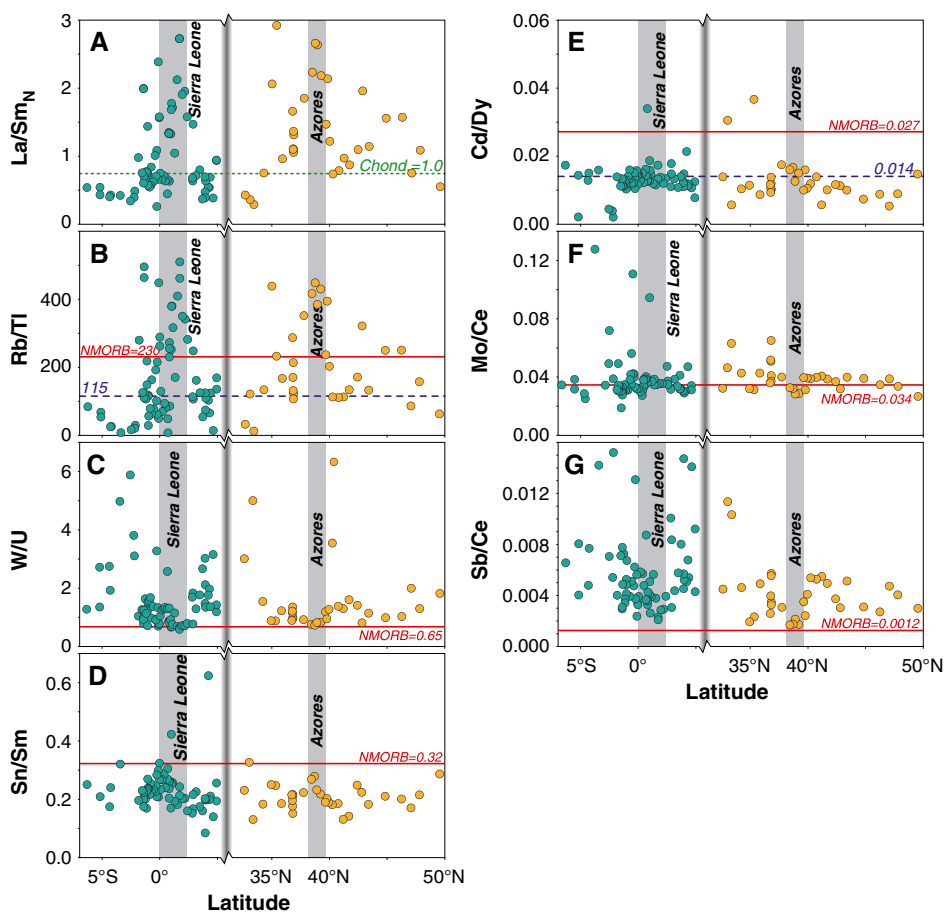 A
La/Sm_N
3
2
1
0
Sierra Leone
Azores
Chond.=1.0
B
Rb/Tl
400
200
0
Sierra Leone
Azores
NMORB=230
115
C
W/U
6
4
2
0
Sierra Leone
Azores
NMORB=0.65
D
Sn/Sm
0.6
0.4
0.2
0.0
Sierra Leone
Azores
NMORB=0.32
5°S
0°
35°N
40°N
50°N
Latitude
E
Cd/Dy
0.06
0.04
0.02
0.00
Sierra Leone
Azores
NMORB=0.027
0.014
F
Mo/Ce
0.12
0.08
0.04
0.00
Sierra Leone
Azores
NMORB=0.034
G
Sb/Ce
0.012
0.008
0.004
0.000
Sierra Leone
Azores
NMORB=0.0012
5°S
0°
35°N
40°N
50°N
Latitude